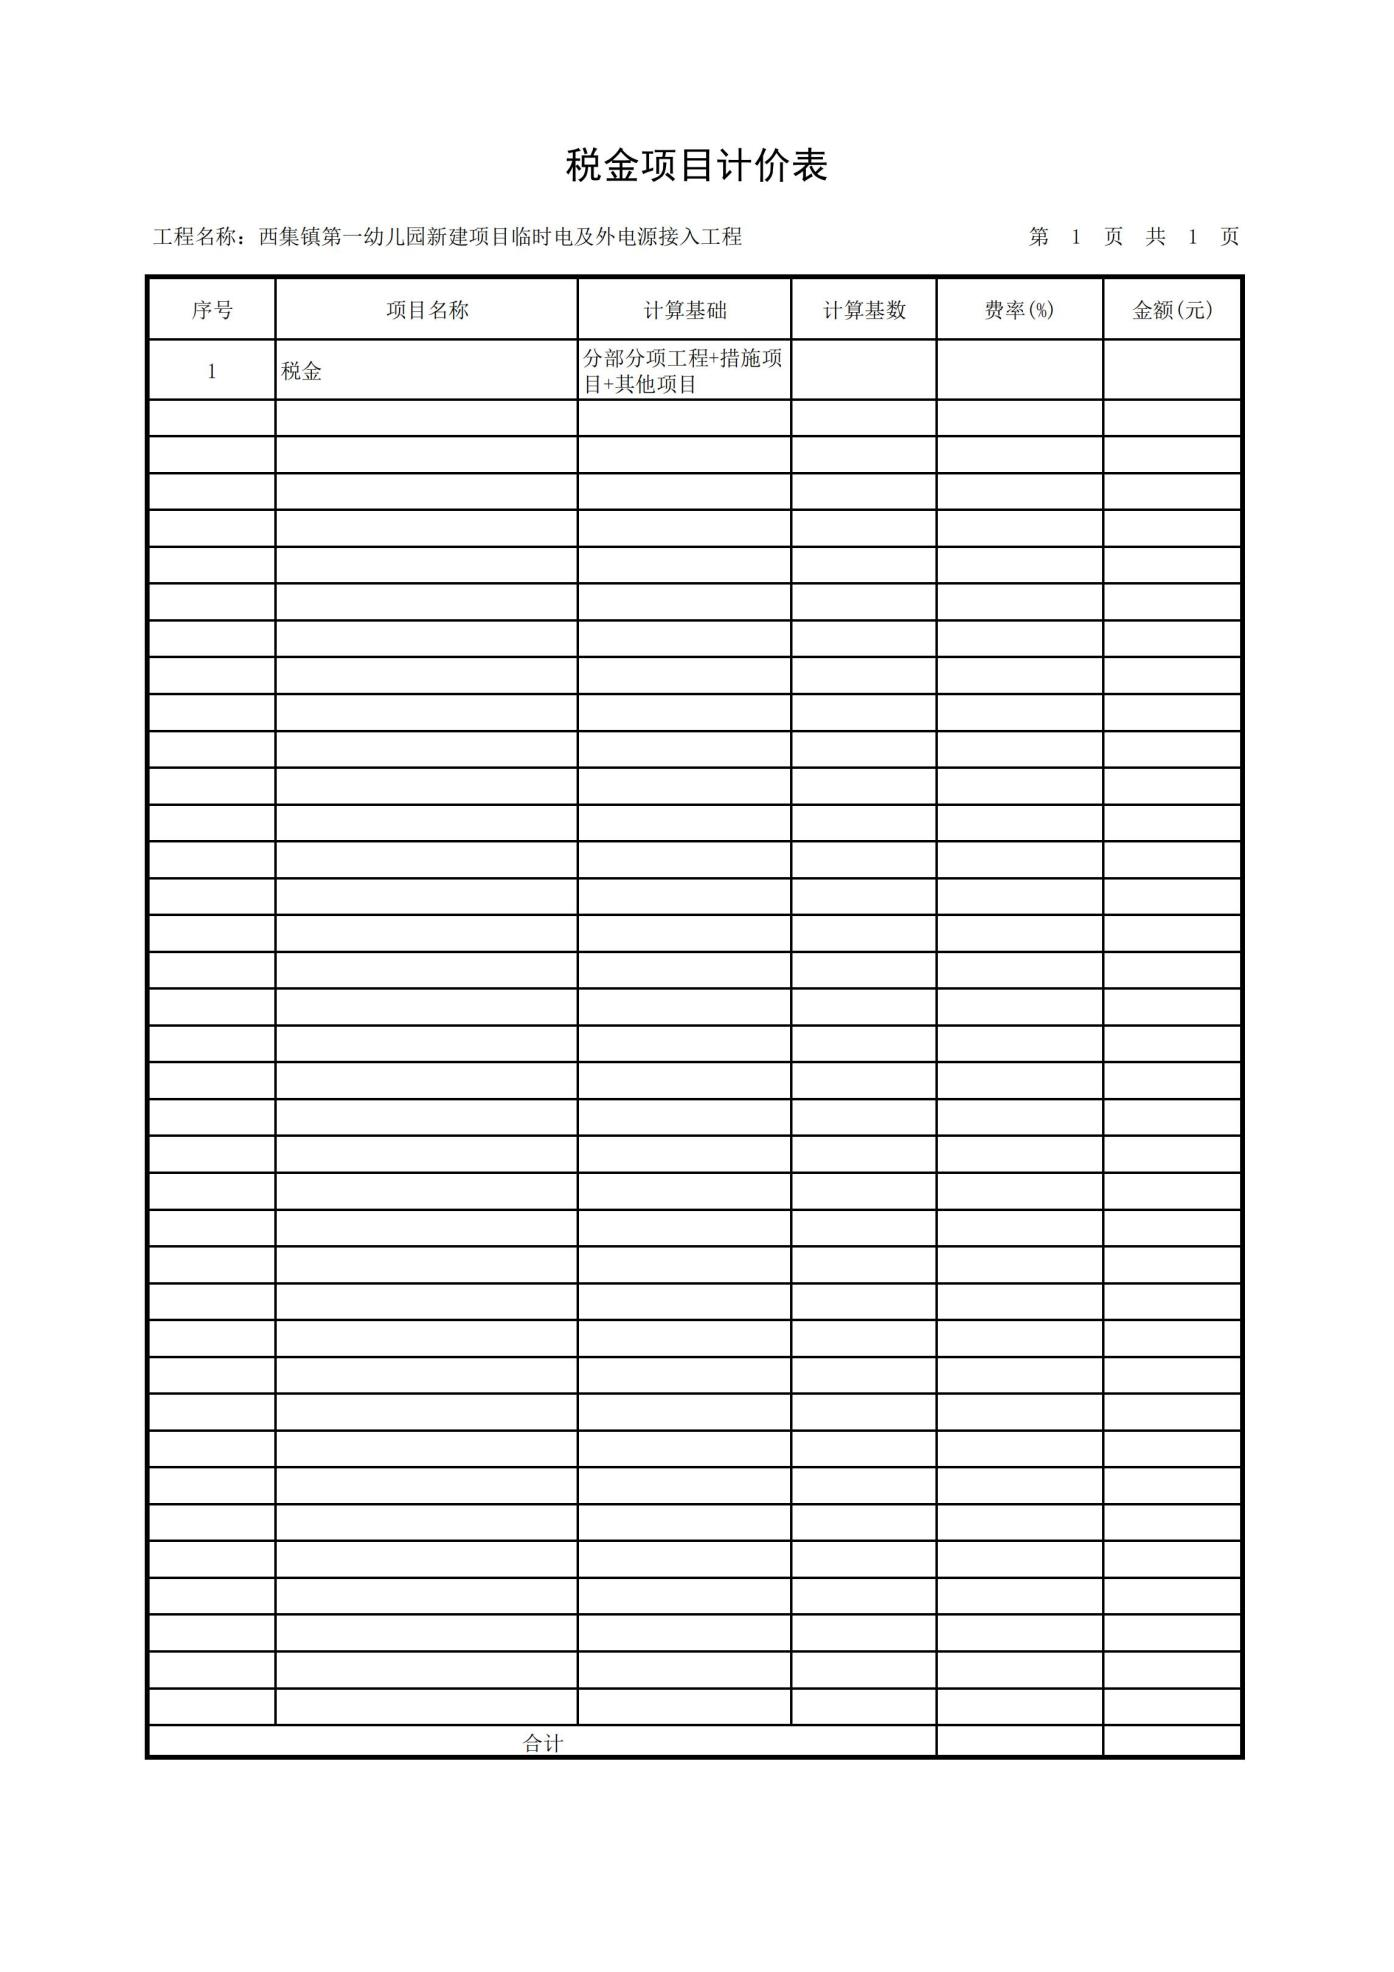 税金项目计价表
工程名称：西集镇第一幼儿园新建项目临时电及外电源接入工程 第 1 页 共 1 页
序号 项目名称 计算基础 计算基数 费率(%) 金额(元)
1 税金 分部分项工程+措施项
目+其他项目
合计